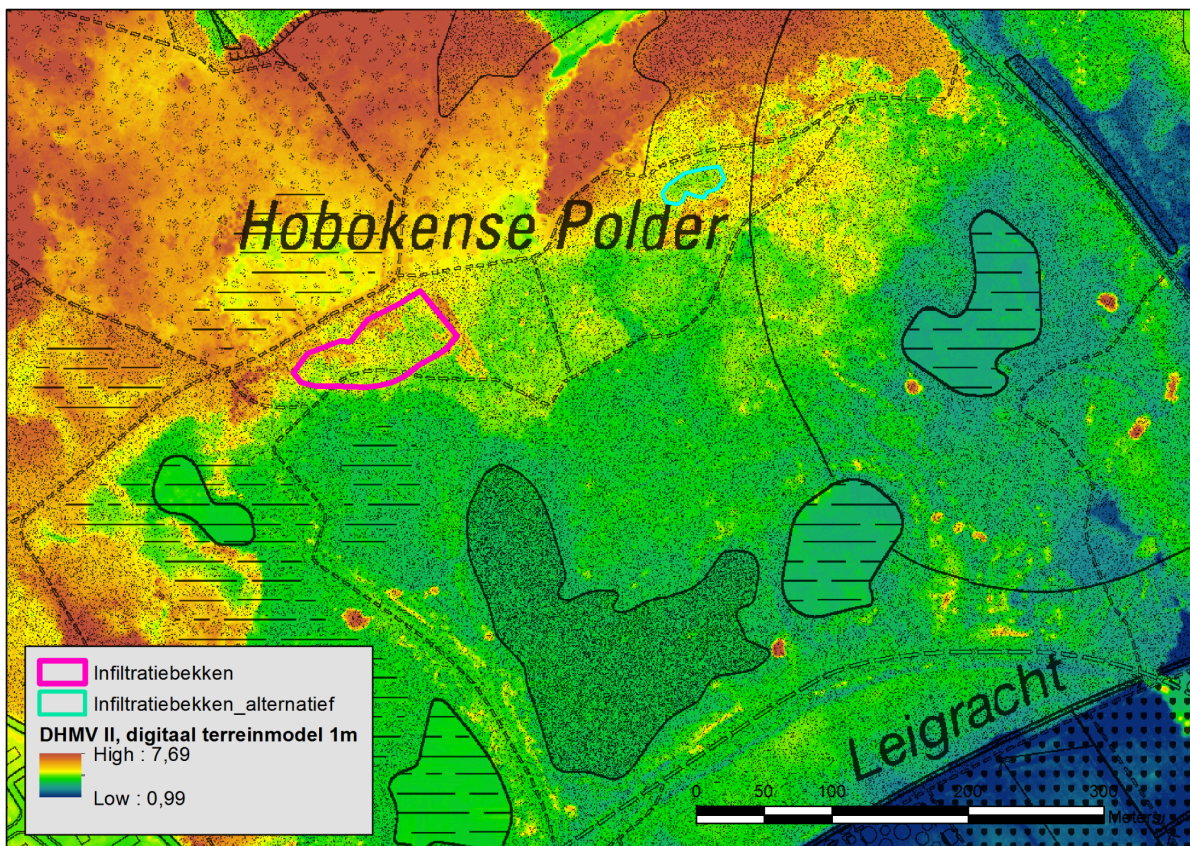 Hobokense Polder
Leigracht
Infiltratiebekken
Infiltratiebekken_alternatief
DHMV II, digitaal terreinmodel 1m
High : 7,69
Low : 0,99
0 50 100 200 300
Meters